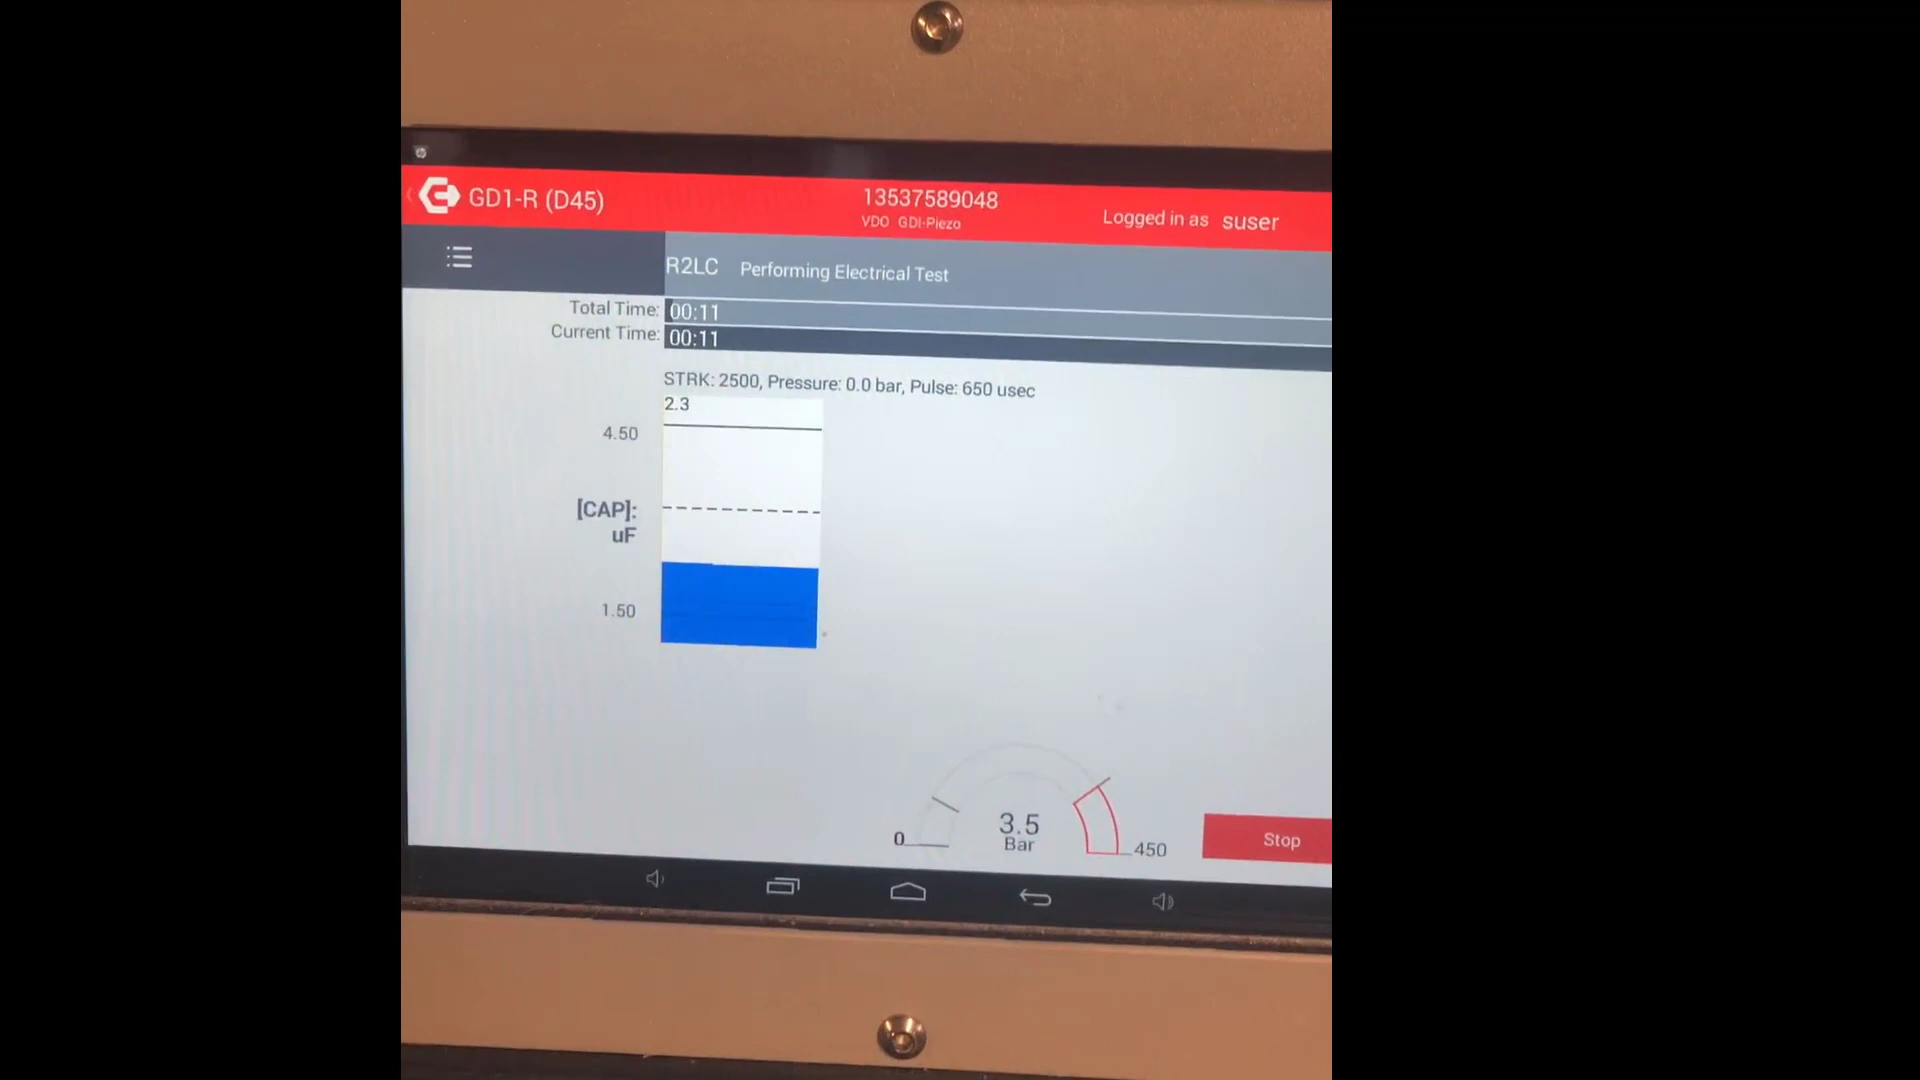 GD1-R (D45)
13537589048
VDO GDI-Piezo
Logged in as suser
R2LC Performing Electrical Test
Total Time: 00:11
Current Time: 00:11
STRK: 2500, Pressure: 0.0 bar, Pulse: 650 usec
2.3
4.50
[CAP]:
uF
1.50
3.5
Bar
0
450
Stop